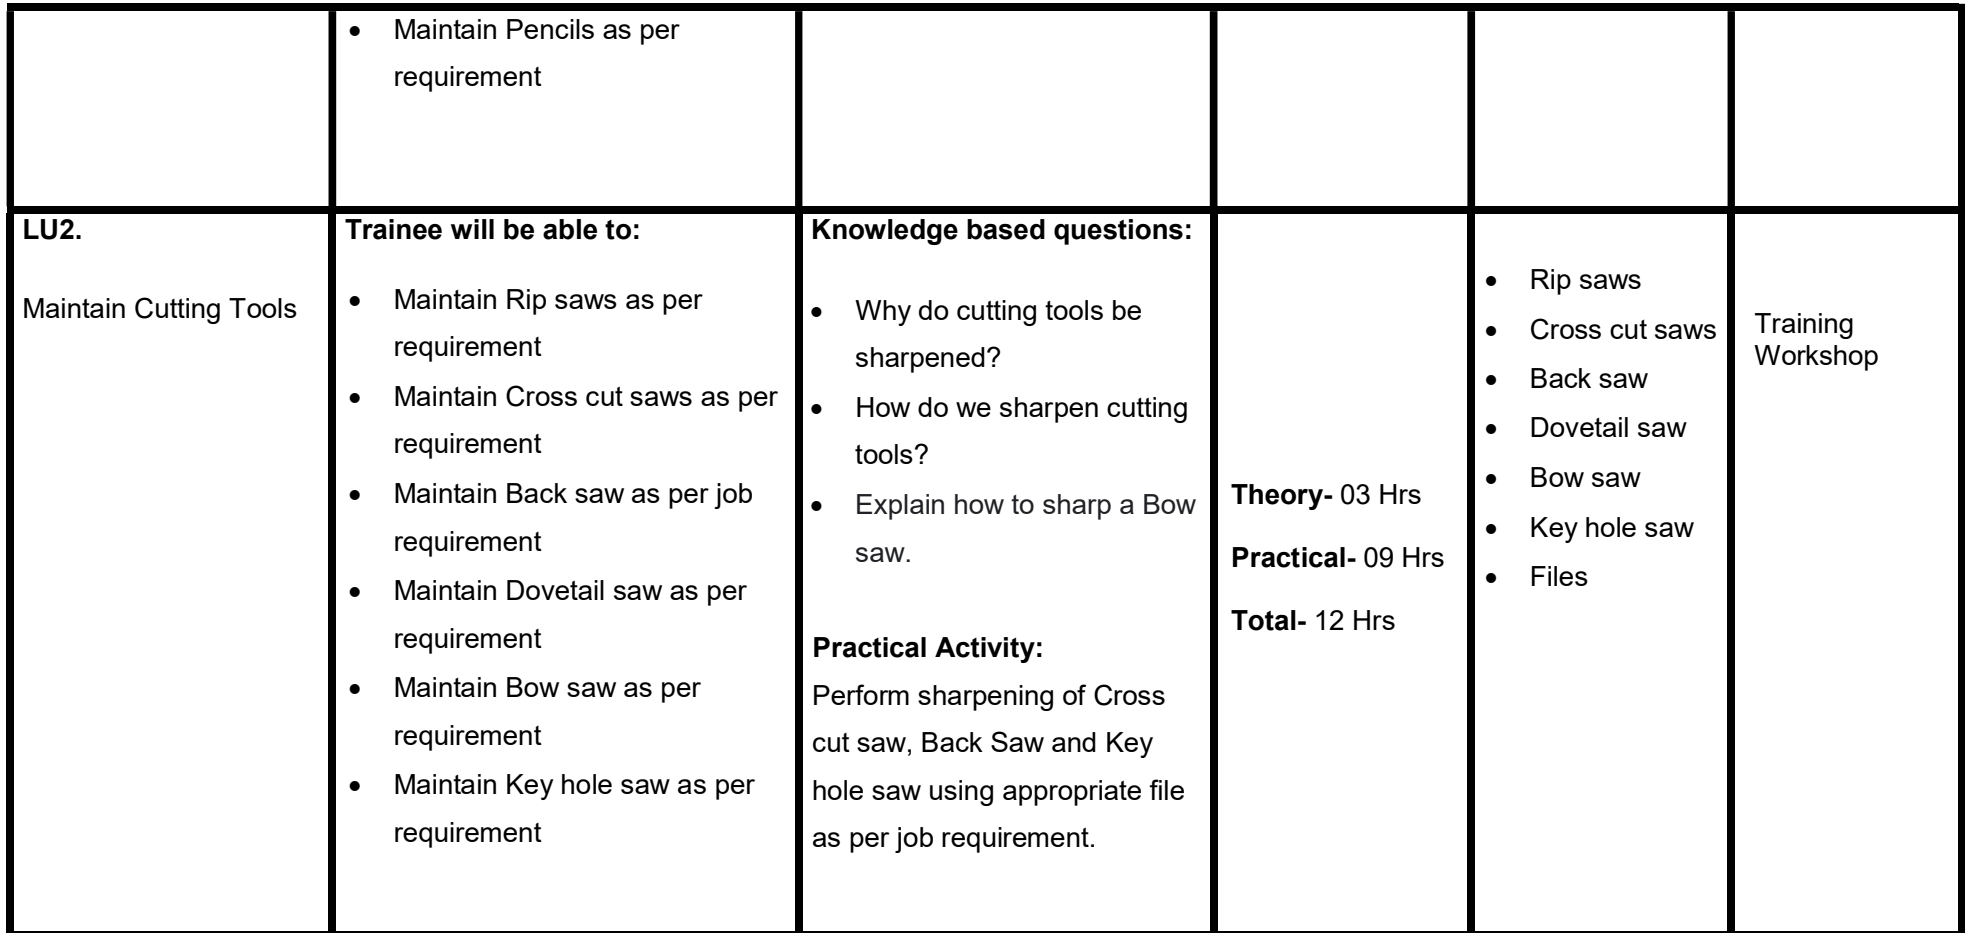 • Maintain Pencils as per
requirement
LU2.
Maintain Cutting Tools
Trainee will be able to:
• Maintain Rip saws as per
requirement
• Maintain Cross cut saws as per
requirement
• Maintain Back saw as per job
requirement
• Maintain Dovetail saw as per
requirement
• Maintain Bow saw as per
requirement
• Maintain Key hole saw as per
requirement
Knowledge based questions:
• Why do cutting tools be
sharpened?
• How do we sharpen cutting
tools?
• Explain how to sharp a Bow
saw.
Practical Activity:
Perform sharpening of Cross
cut saw, Back Saw and Key
hole saw using appropriate file
as per job requirement.
Theory- 03 Hrs
Practical- 09 Hrs
Total- 12 Hrs
• Rip saws
• Cross cut saws
• Back saw
• Dovetail saw
• Bow saw
• Key hole saw
• Files
Training
Workshop